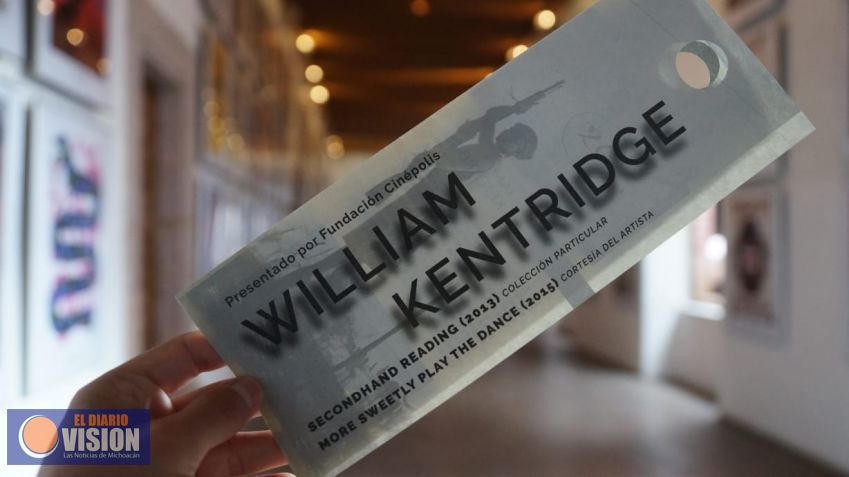 Presentado por Fundación Cinépolis
WILLIAM
KENTRIDGE
SECONDHAND READING (2013) COLECCIÓN PARTICULAR
MORE SWEETLY PLAY THE DANCE (2015) CORTESÍA DEL ARTISTA
EL DIARIO
VISION
Las Noticias de Michoacán